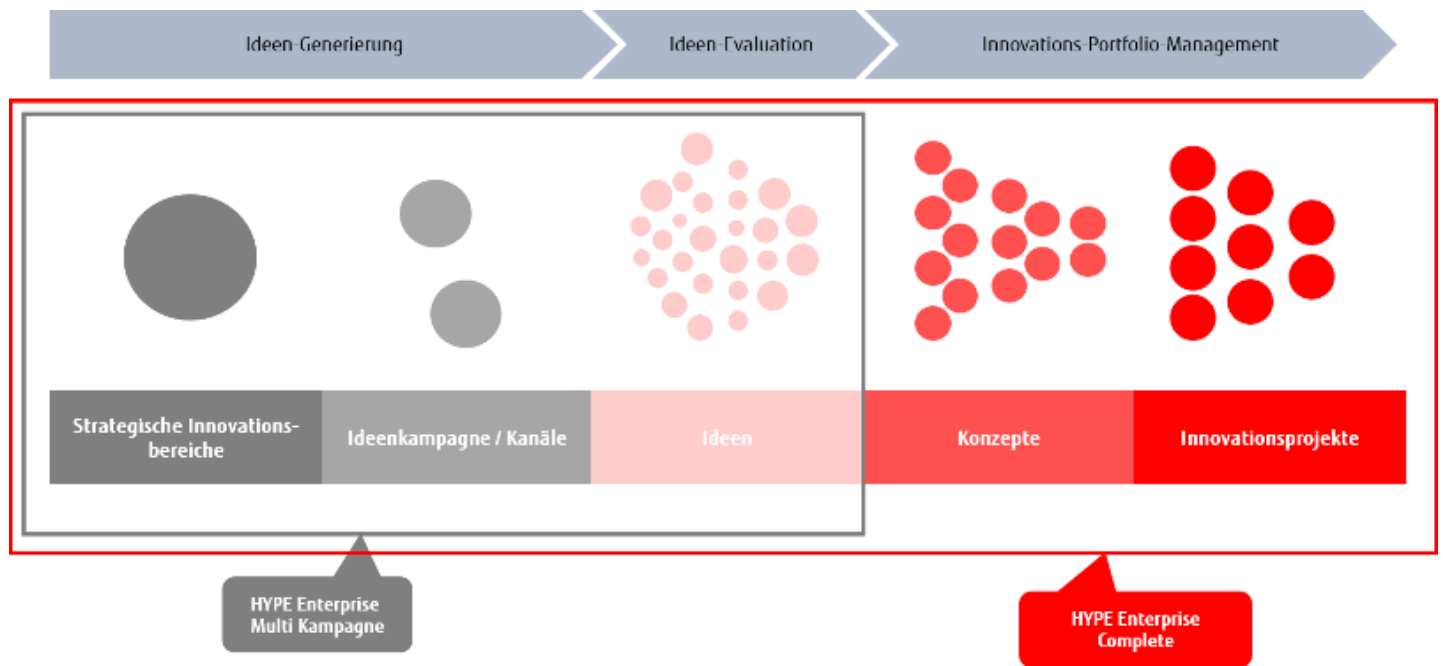 Ideen-Generierung
Ideen-Evaluation
Innovations-Portfolio-Management
Strategische Innovations-
bereiche
Ideenkampagne / Kanäle
Ideen
Konzepte
Innovationsprojekte
HYPE Enterprise
Multi Kampagne
HYPE Enterprise
Complete